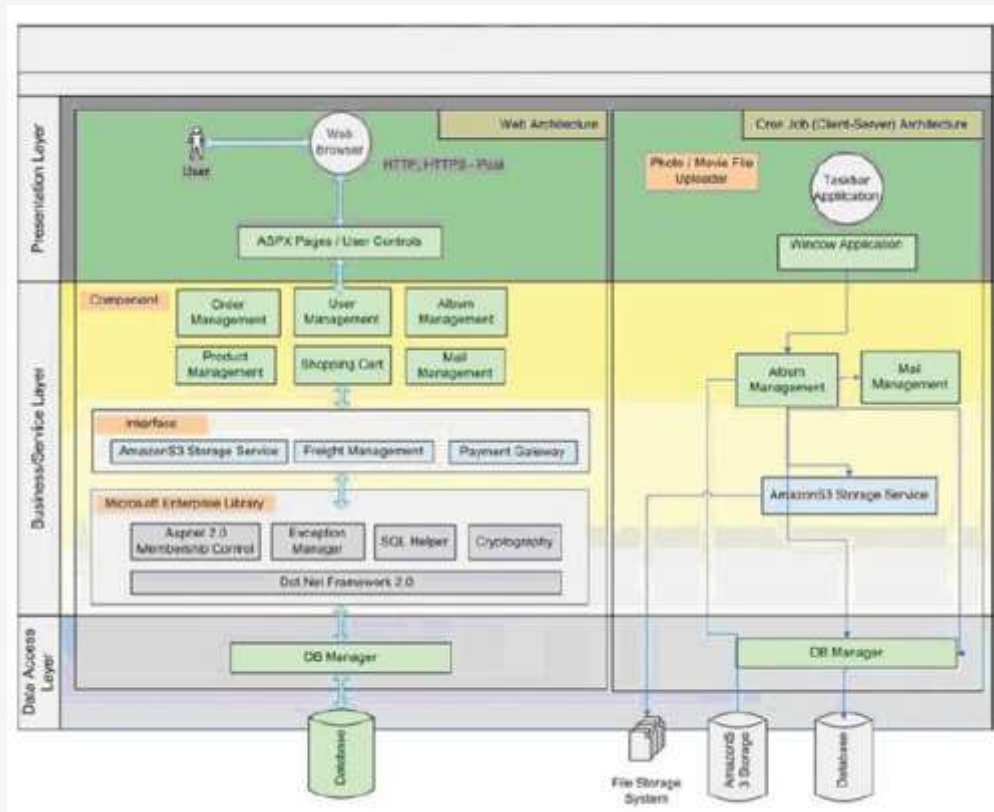 Presentation Layer
Web Architecture
User
Web
browser
HTTP, HTTPS - Post
ASPX Pages / User Controls
Cron Job (Client-Server) Architecture
Photo / Movie File
Uploader
Taskbar
Application
Window Application
Business/Service Layer
Component
Order
Management
User
Management
Album
Management
Product
Management
Shopping Cart
Mail
Management
Interface
AmazonS3 Storage Service
Freight Management
Payment Gateway
Microsoft Enterprise Library
Aspnet 2.0
Membership Control
Exception
Manager
SQL Helper
Cryptography
Dot Net Framework 2.0
Album
Management
Mail
Management
AmazonS3 Storage Service
Data Access
Layer
DB Manager
Database
DB Manager
File Storage
System
AmazonS
3 Storage
Database